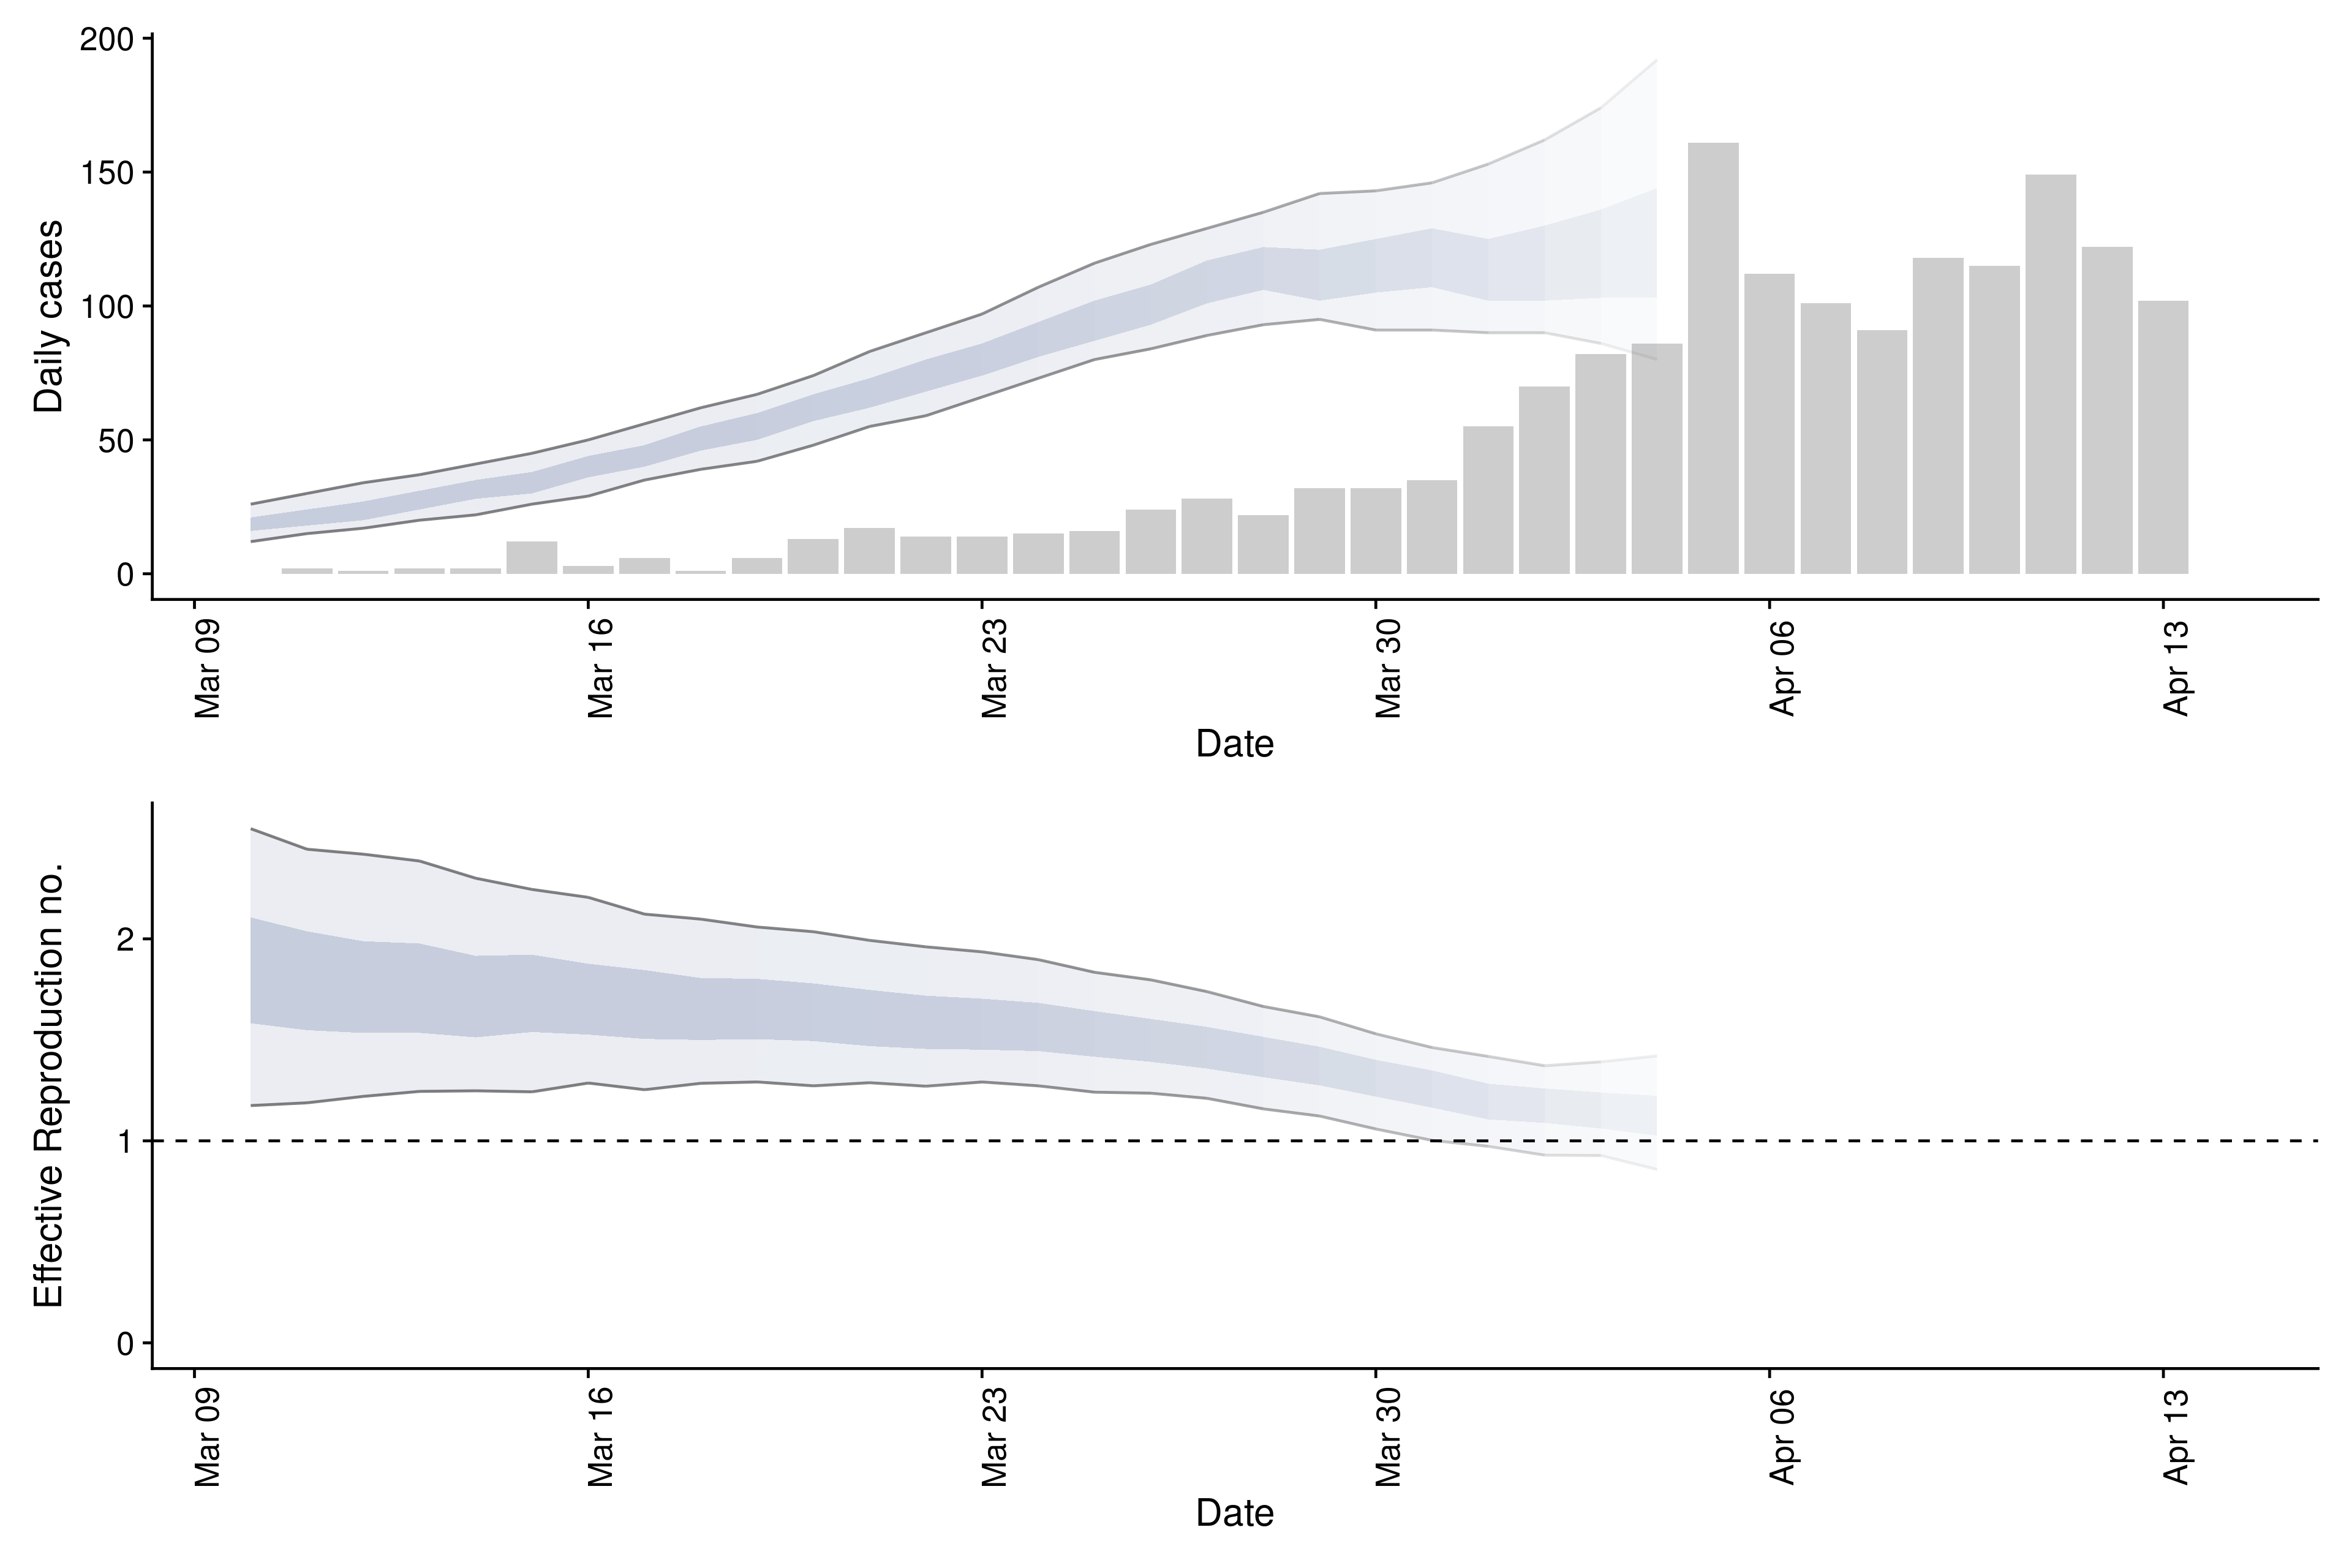 Daily cases
200
150
100
50
0
Mar 09
Mar 16
Mar 23
Mar 30
Apr 06
Apr 13
Date
Effective Reproduction no.
2
1
0
Mar 09
Mar 16
Mar 23
Mar 30
Apr 06
Apr 13
Date